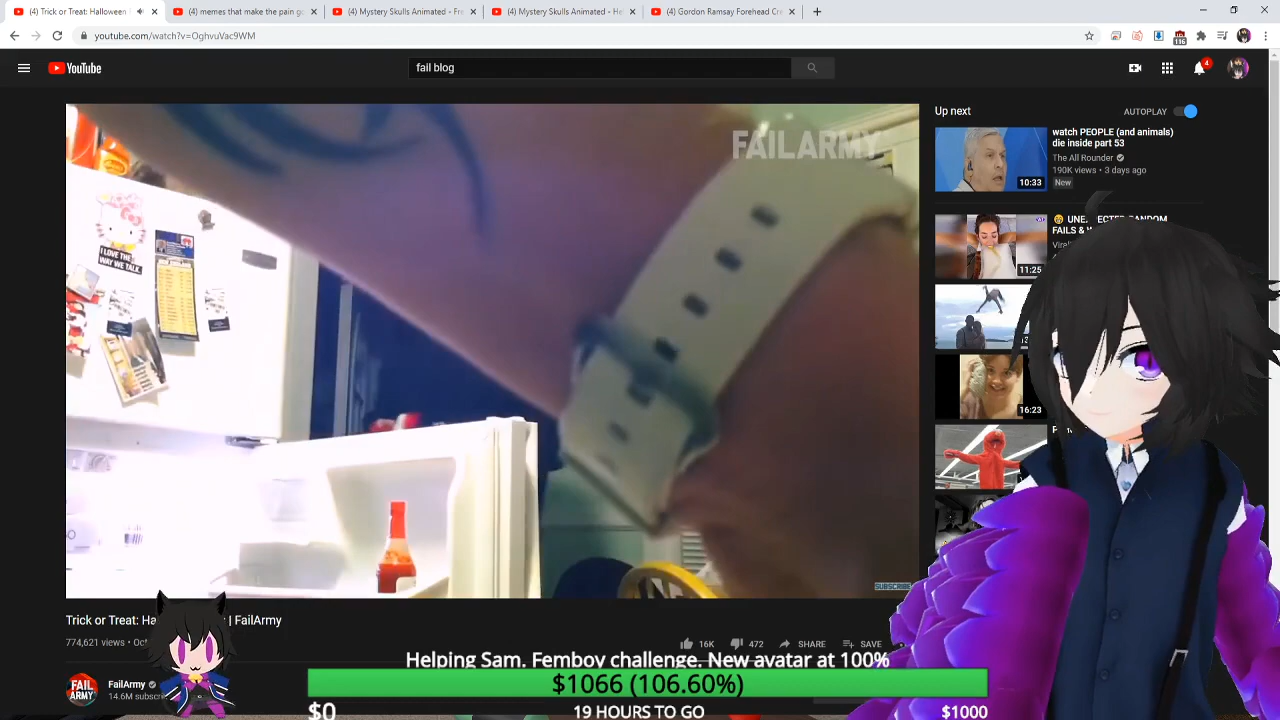 (4) Trick or Treat: Halloween
(4) memes that make the pain go
(4) Mystery Skulls Animated - Fre
(4) Mystery Skulls Animated - Hel
(4) Gordon Ramsay Forehead Cre
youtube.com/watch?v=OghvuVac9WM
116
YouTube
fail blog
4
FAILARMY
I LOVE THE
WAY WE TALK.
SUBSCRIBE
Up next
AUTOPLAY
watch PEOPLE (and animals)
die inside part 53
The All Rounder
190K views • 3 days ago
New
10:33
FAILS &
11:25
16:23
Trick or Treat: Ha
| FailArmy
774,621 views • Oct
16K
472
SHARE
SAVE
FAIL
ARMY
FailArmy
14.6M subscr
Helping Sam. Femboy challenge. New avatar at 100%
$1066 (106.60%)
$0
19 HOURS TO GO
$1000